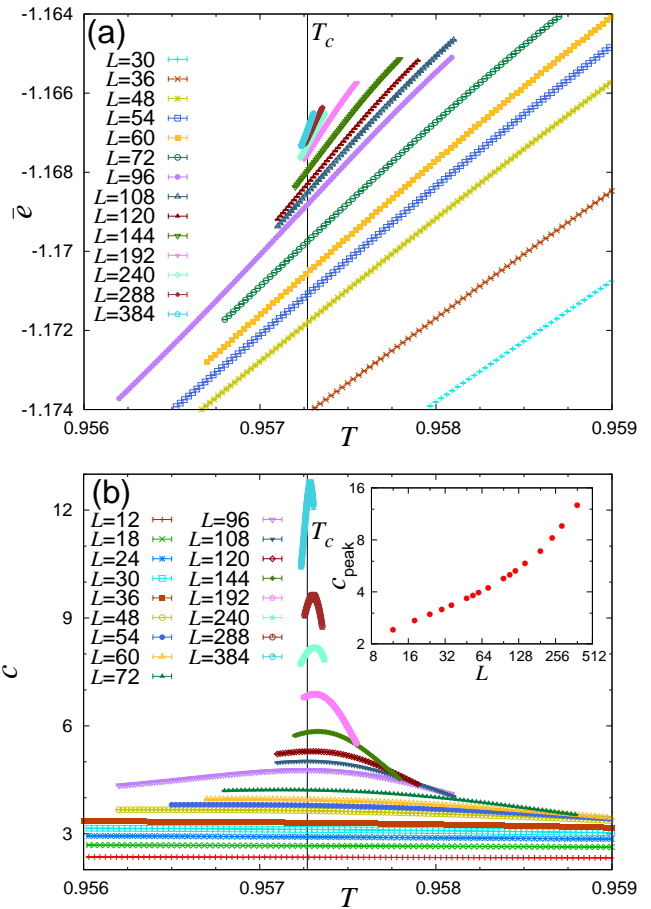 (a)
T_c
L=30
L=36
L=48
L=54
L=60
L=72
L=96
L=108
L=120
L=144
L=192
L=240
L=288
L=384
-1.164
-1.166
-1.168
-1.17
-1.172
-1.174
e̅
0.956 0.957 0.958 0.959
T
(b)
T_c
L=12 L=96
L=18 L=108
L=24 L=120
L=30 L=144
L=36 L=192
L=48 L=240
L=54 L=288
L=60 L=384
L=72
12
9
6
3
c
16
8
4
2
c_peak
8 16 32 64 128 256 512
L
0.956 0.957 0.958 0.959
T